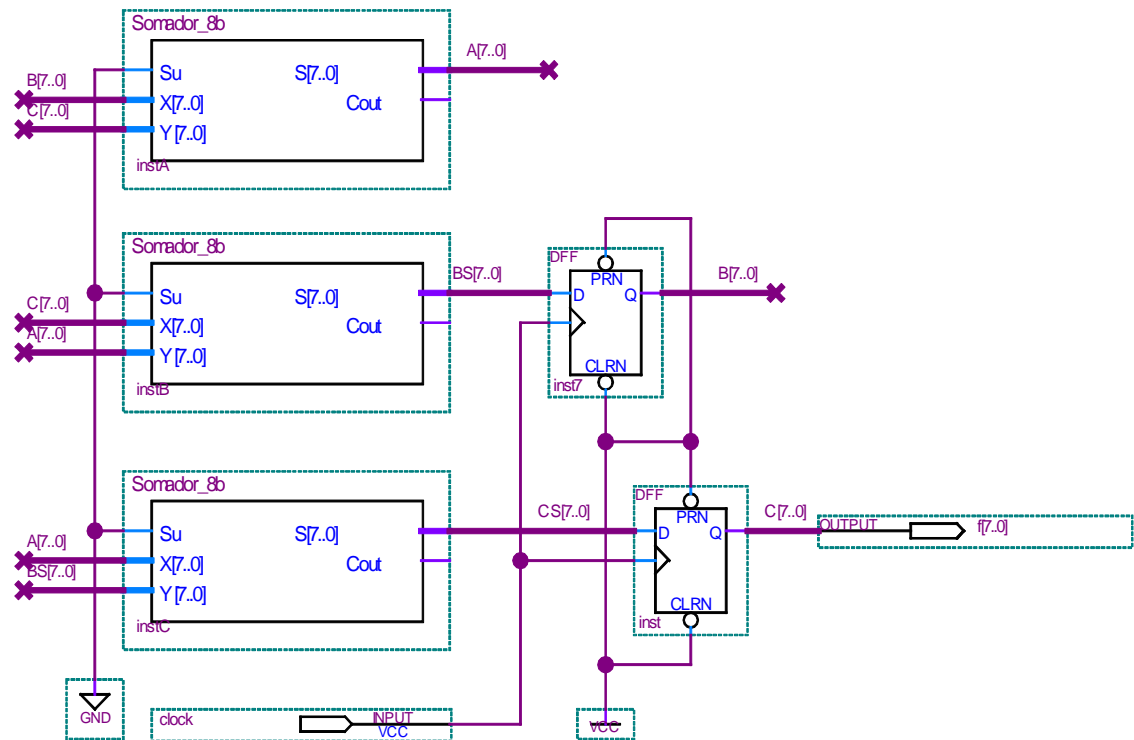 Somador_8b
A[7..0]
Su
S[7..0]
B[7..0]
X[7..0]
Cout
C[7..0]
Y[7..0]
instA
Somador_8b
DFF
BS[7..0]
PRN
B[7..0]
Su
S[7..0]
D
Q
C[7..0]
X[7..0]
Cout
A[7..0]
Y[7..0]
CLRN
instB
inst7
Somador_8b
DFF
CS[7..0]
PRN
C[7..0]
OUTPUT
f[7..0]
Su
S[7..0]
D
Q
A[7..0]
X[7..0]
Cout
BS[7..0]
Y[7..0]
CLRN
instC
inst
GND
clock
INPUT
VCC
VCC